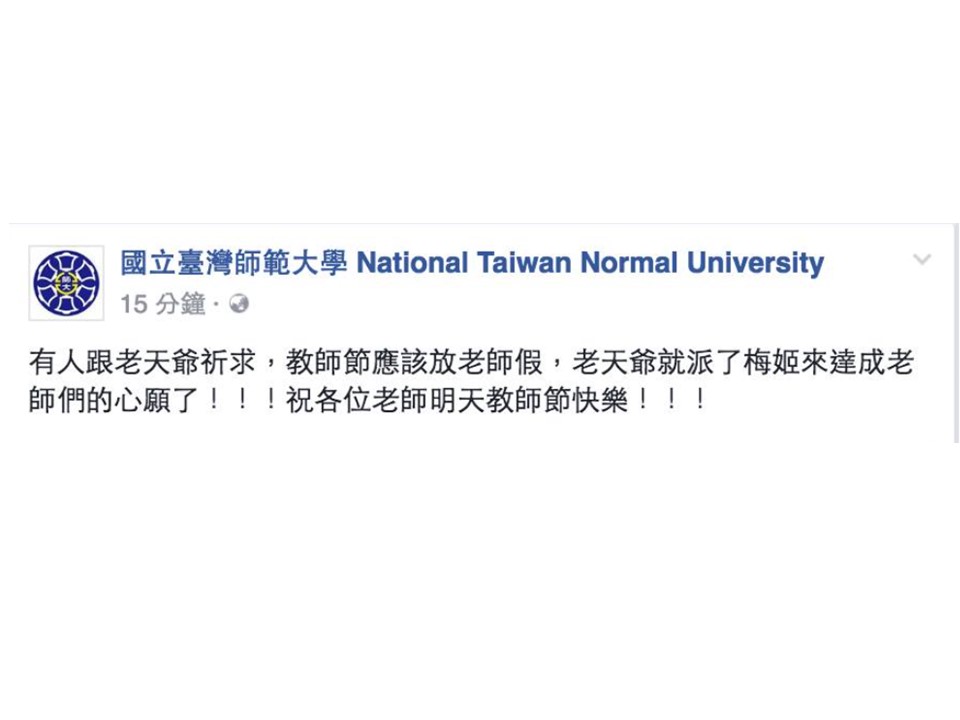 國立臺灣師範大學 National Taiwan Normal University
15 分鐘 ·
有人跟老天爺祈求，教師節應該放老師假，老天爺就派了梅姬來達成老
師們的心願了！！！祝各位老師明天教師節快樂！！！
師大